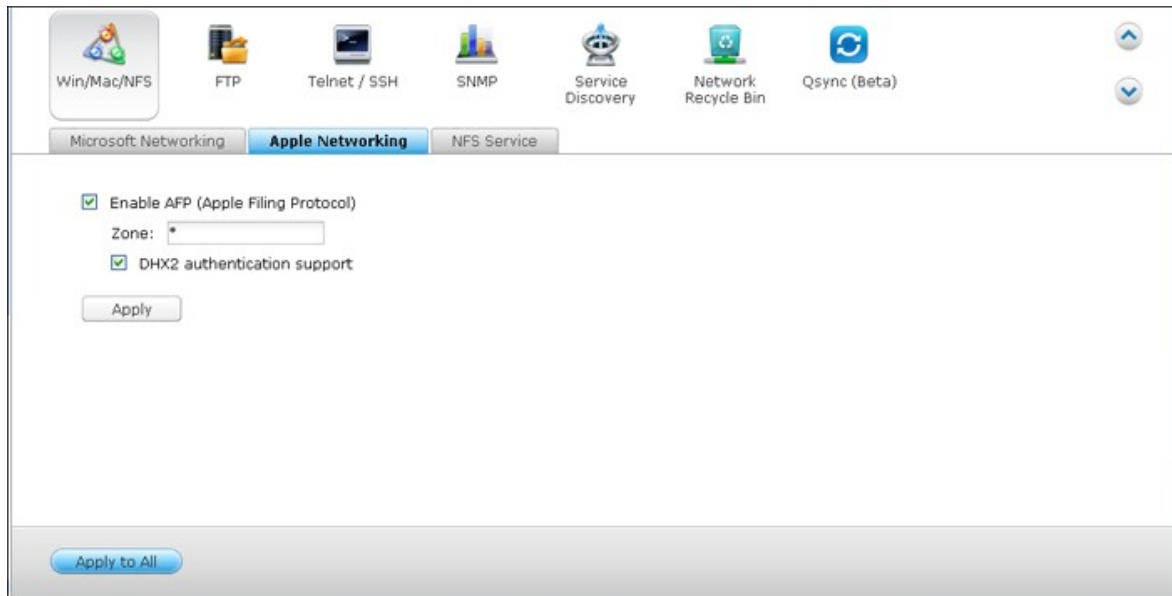 Win/Mac/NFS
FTP
Telnet / SSH
SNMP
Service
Discovery
Network
Recycle Bin
Qsync (Beta)
Microsoft Networking
Apple Networking
NFS Service
Enable AFP (Apple Filing Protocol)
Zone: *
DHX2 authentication support
Apply
Apply to All